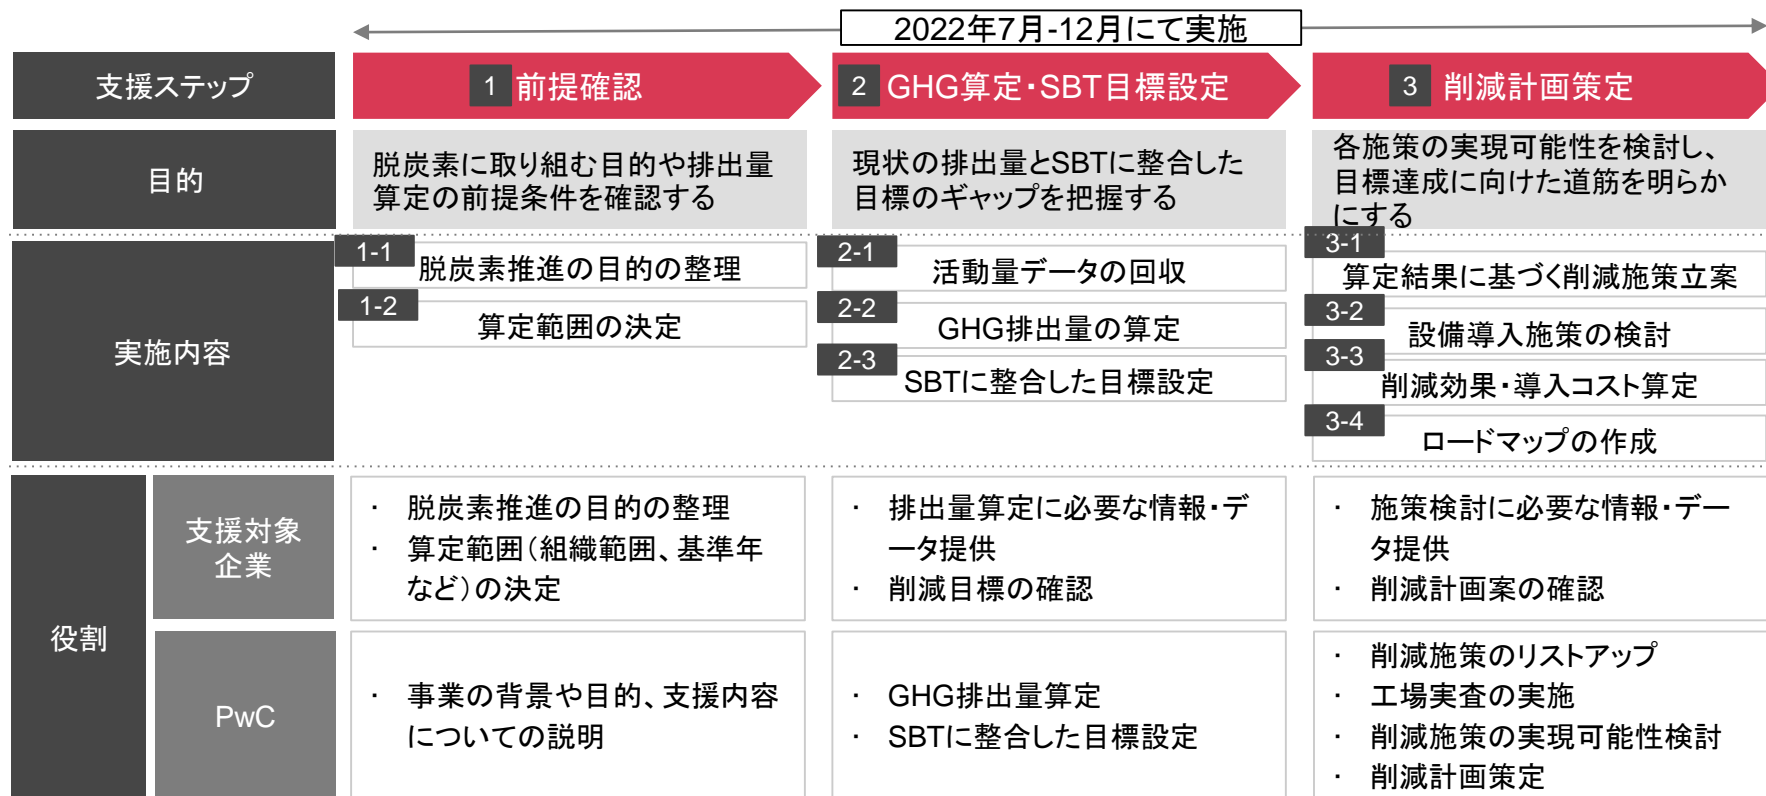 2022年7月-12月にて実施
支援ステップ
1 前提確認
2 GHG算定・SBT目標設定
3 削減計画策定
目的
脱炭素に取り組む目的や排出量
算定の前提条件を確認する
現状の排出量とSBTに整合した
目標のギャップを把握する
各施策の実現可能性を検討し、
目標達成に向けた道筋を明らか
にする
実施内容
1-1
脱炭素推進の目的の整理
1-2
算定範囲の決定
2-1
活動量データの回収
2-2
GHG排出量の算定
2-3
SBTに整合した目標設定
3-1
算定結果に基づく削減施策立案
3-2
設備導入施策の検討
3-3
削減効果・導入コスト算定
3-4
ロードマップの作成
役割
支援対象
企業
・ 脱炭素推進の目的の整理
・ 算定範囲（組織範囲、基準年
など）の決定
・ 排出量算定に必要な情報・デ
ータ提供
・ 削減目標の確認
・ 施策検討に必要な情報・デー
タ提供
・ 削減計画案の確認
PwC
・ 事業の背景や目的、支援内容
についての説明
・ GHG排出量算定
・ SBTに整合した目標設定
・ 削減施策のリストアップ
・ 工場実査の実施
・ 削減施策の実現可能性検討
・ 削減計画策定